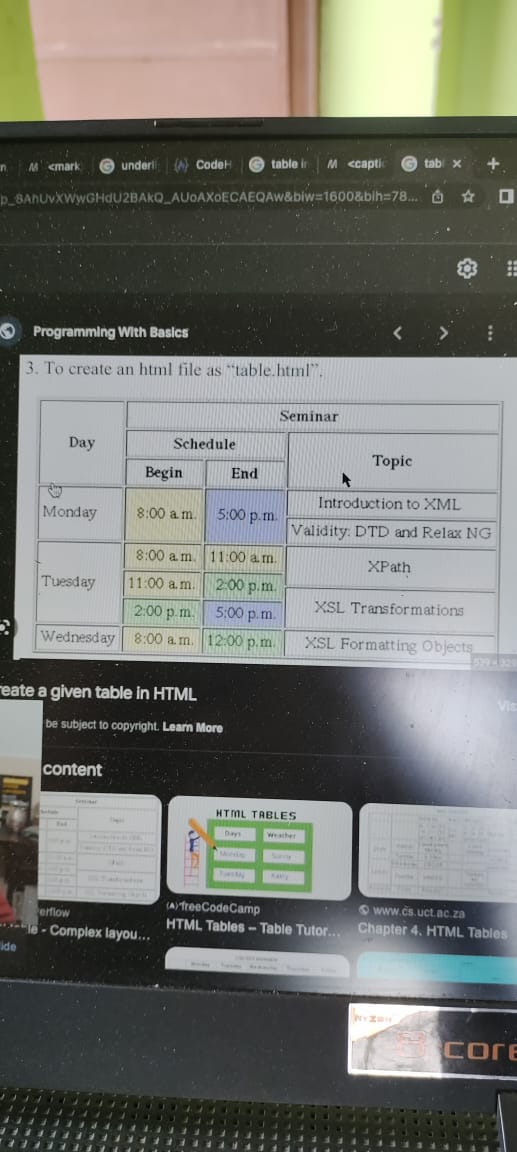 <mark
underli
CodeH
table ir
<captic
tab
p_8AhUvXWwGHdU2BAkQ_AUoAXoECAEQAw&biw=1600&bih=78...
Programming With Basics
3. To create an html file as “table.html”.
Day
Seminar
Schedule
Topic
Begin
End
Monday
8:00 a.m.
5:00 p.m.
Introduction to XML
Validity: DTD and Relax NG
Tuesday
8:00 a.m.
11:00 a.m.
XPath
11:00 a.m.
2:00 p.m.
2:00 p.m.
5:00 p.m.
XSL Transformations
Wednesday
8:00 a.m.
12:00 p.m.
XSL Formatting Objects
reate a given table in HTML
Vis
be subject to copyright. Learn More
content
HTML TABLES
Days
Weather
Monday
Sunny
Tuesday
Rainy
erflow
le - Complex layou...
(A) freeCodeCamp
HTML Tables – Table Tutor...
www.cs.uct.ac.za
Chapter 4. HTML Tables
ide
CORE